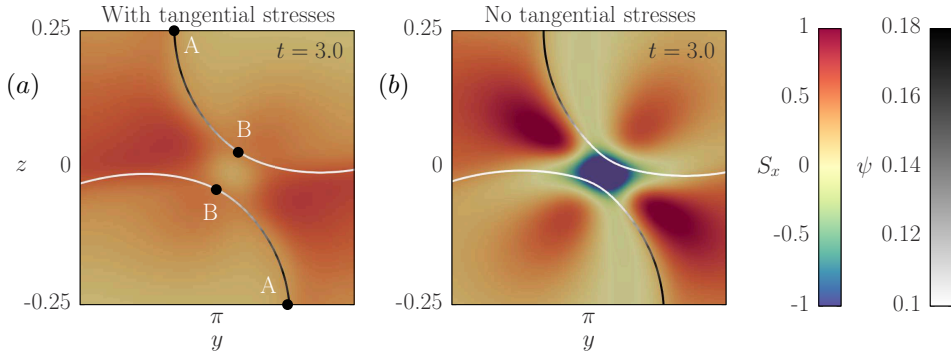 With tangential stresses
No tangential stresses
(a)
0.25
z
0
-0.25
A
t = 3.0
B
B
A
π
y
(b)
0.25
0
-0.25
t = 3.0
π
y
1
0.5
S_x 0
-0.5
-1
0.18
0.16
ψ 0.14
0.12
0.1